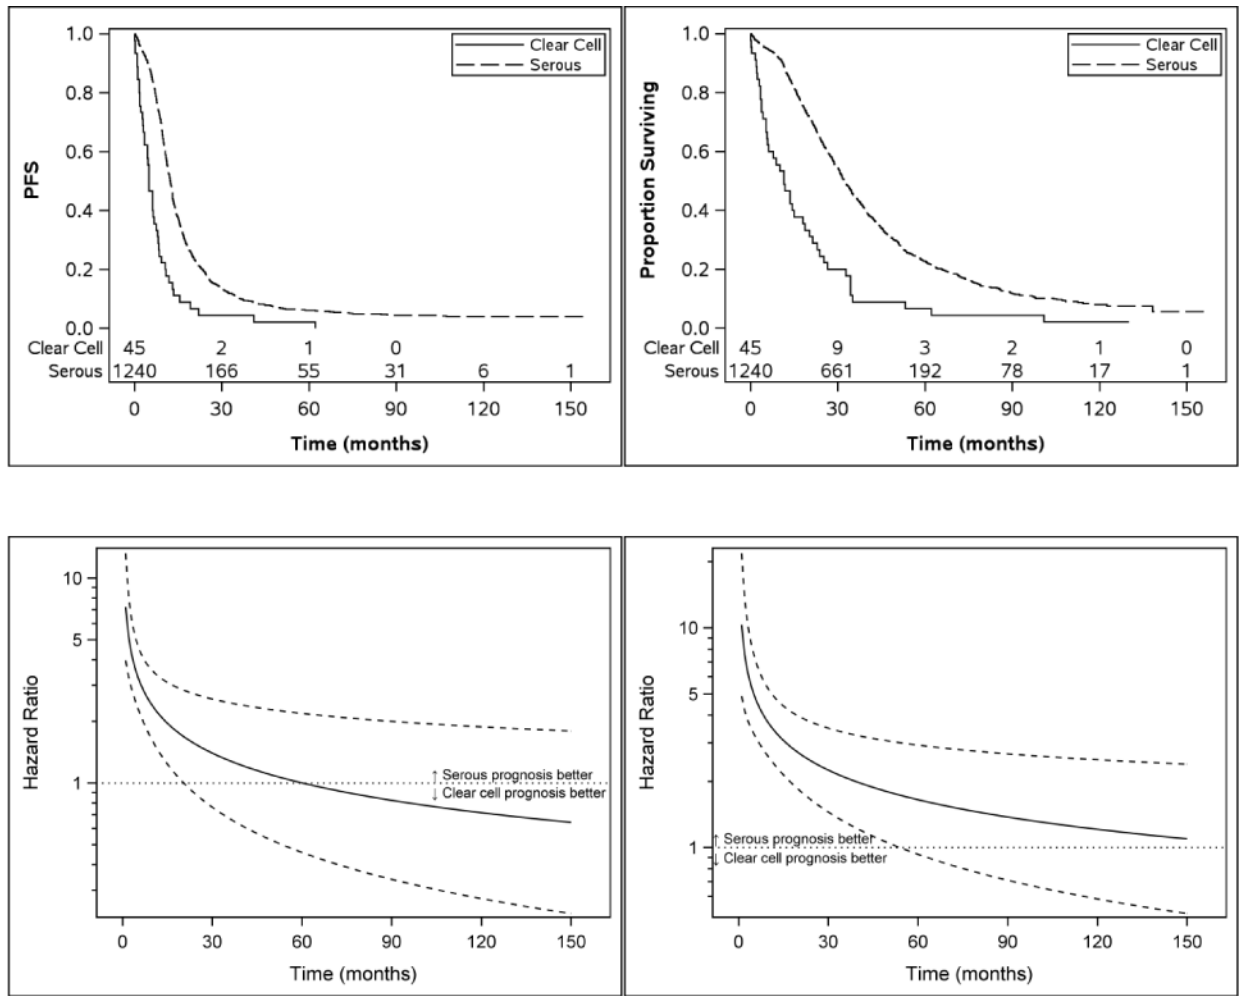 PFS
1.0
0.8
0.6
0.4
0.2
0.0
Clear Cell
Serous
Clear Cell 45 2 1 0
Serous 1240 166 55 31 6 1
0 30 60 90 120 150
Time (months)
Proportion Surviving
1.0
0.8
0.6
0.4
0.2
0.0
Clear Cell
Serous
Clear Cell 45 9 3 2 1 0
Serous 1240 661 192 78 17 1
0 30 60 90 120 150
Time (months)
Hazard Ratio
10
5
1
↑ Serous prognosis better
↓ Clear cell prognosis better
0 30 60 90 120 150
Time (months)
Hazard Ratio
10
5
1
↑ Serous prognosis better
↓ Clear cell prognosis better
0 30 60 90 120 150
Time (months)